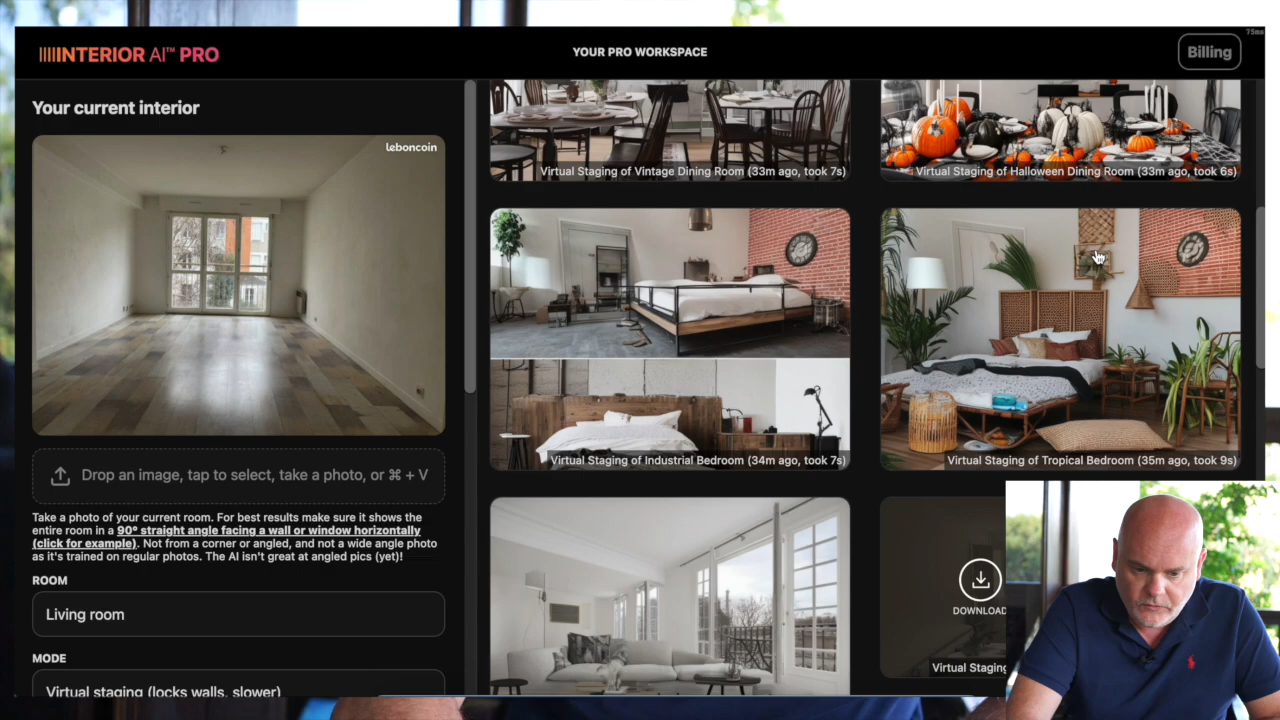 INTERIOR AI™ PRO
YOUR PRO WORKSPACE
75ms
Billing
Your current interior
leboncoin
Drop an image, tap to select, take a photo, or ⌘ + V
Take a photo of your current room. For best results make sure it shows the
entire room in a 90º straight angle facing a wall or window horizontally
(click for example). Not from a corner or angled, and not a wide angle photo
as it's trained on regular photos. The AI isn't great at angled pics (yet)!
ROOM
Living room
MODE
Virtual staging (locks walls, slower)
Virtual Staging of Vintage Dining Room (33m ago, took 7s)
Virtual Staging of Halloween Dining Room (33m ago, took 6s)
Virtual Staging of Industrial Bedroom (34m ago, took 7s)
Virtual Staging of Tropical Bedroom (35m ago, took 9s)
DOWNLOAD
Virtual Staging